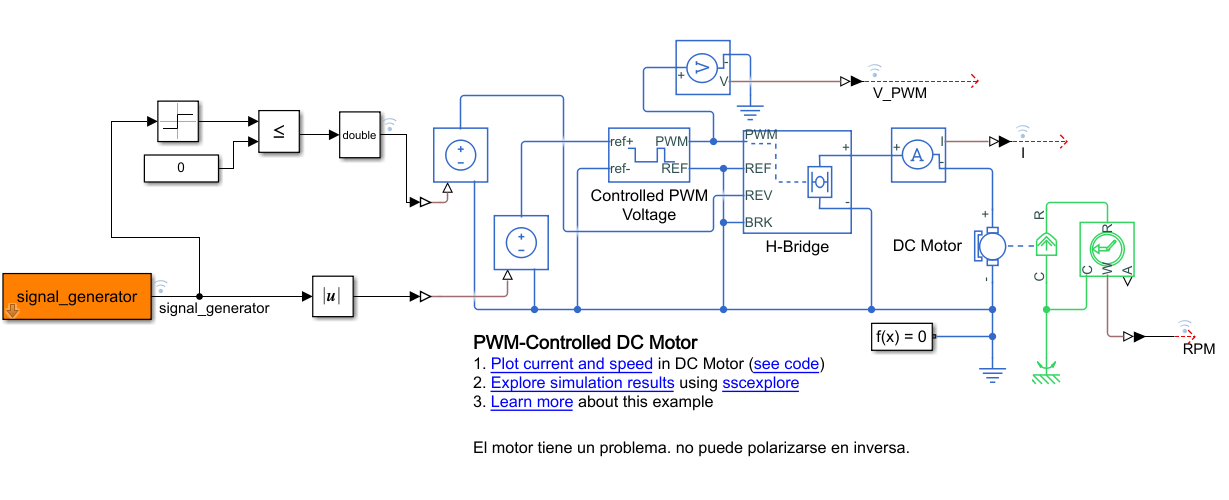 V
+
-
V
V_PWM
≤
0
double
+
-
ref+
ref-
PWM
REF
Controlled PWM
Voltage
PWM
REF
REV
BRK
+
-
H-Bridge
+
A
I
-
I
+
-
DC Motor
R
C
R
C
W
A
+
-
signal_generator
signal_generator
|u|
f(x) = 0
RPM
PWM-Controlled DC Motor
1. Plot current and speed in DC Motor (see code)
2. Explore simulation results using sscexplore
3. Learn more about this example
El motor tiene un problema. no puede polarizarse en inversa.